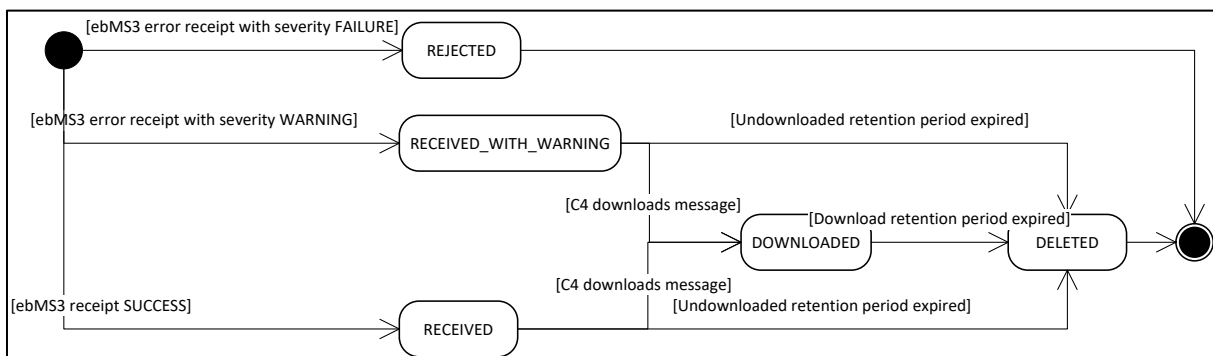 [ebMS3 error receipt with severity FAILURE]
REJECTED
[ebMS3 error receipt with severity WARNING]
[Undownloaded retention period expired]
RECEIVED_WITH_WARNING
[C4 downloads message]
[Download retention period expired]
DOWNLOADED
DELETED
[C4 downloads message]
[ebMS3 receipt SUCCESS]
[Undownloaded retention period expired]
RECEIVED